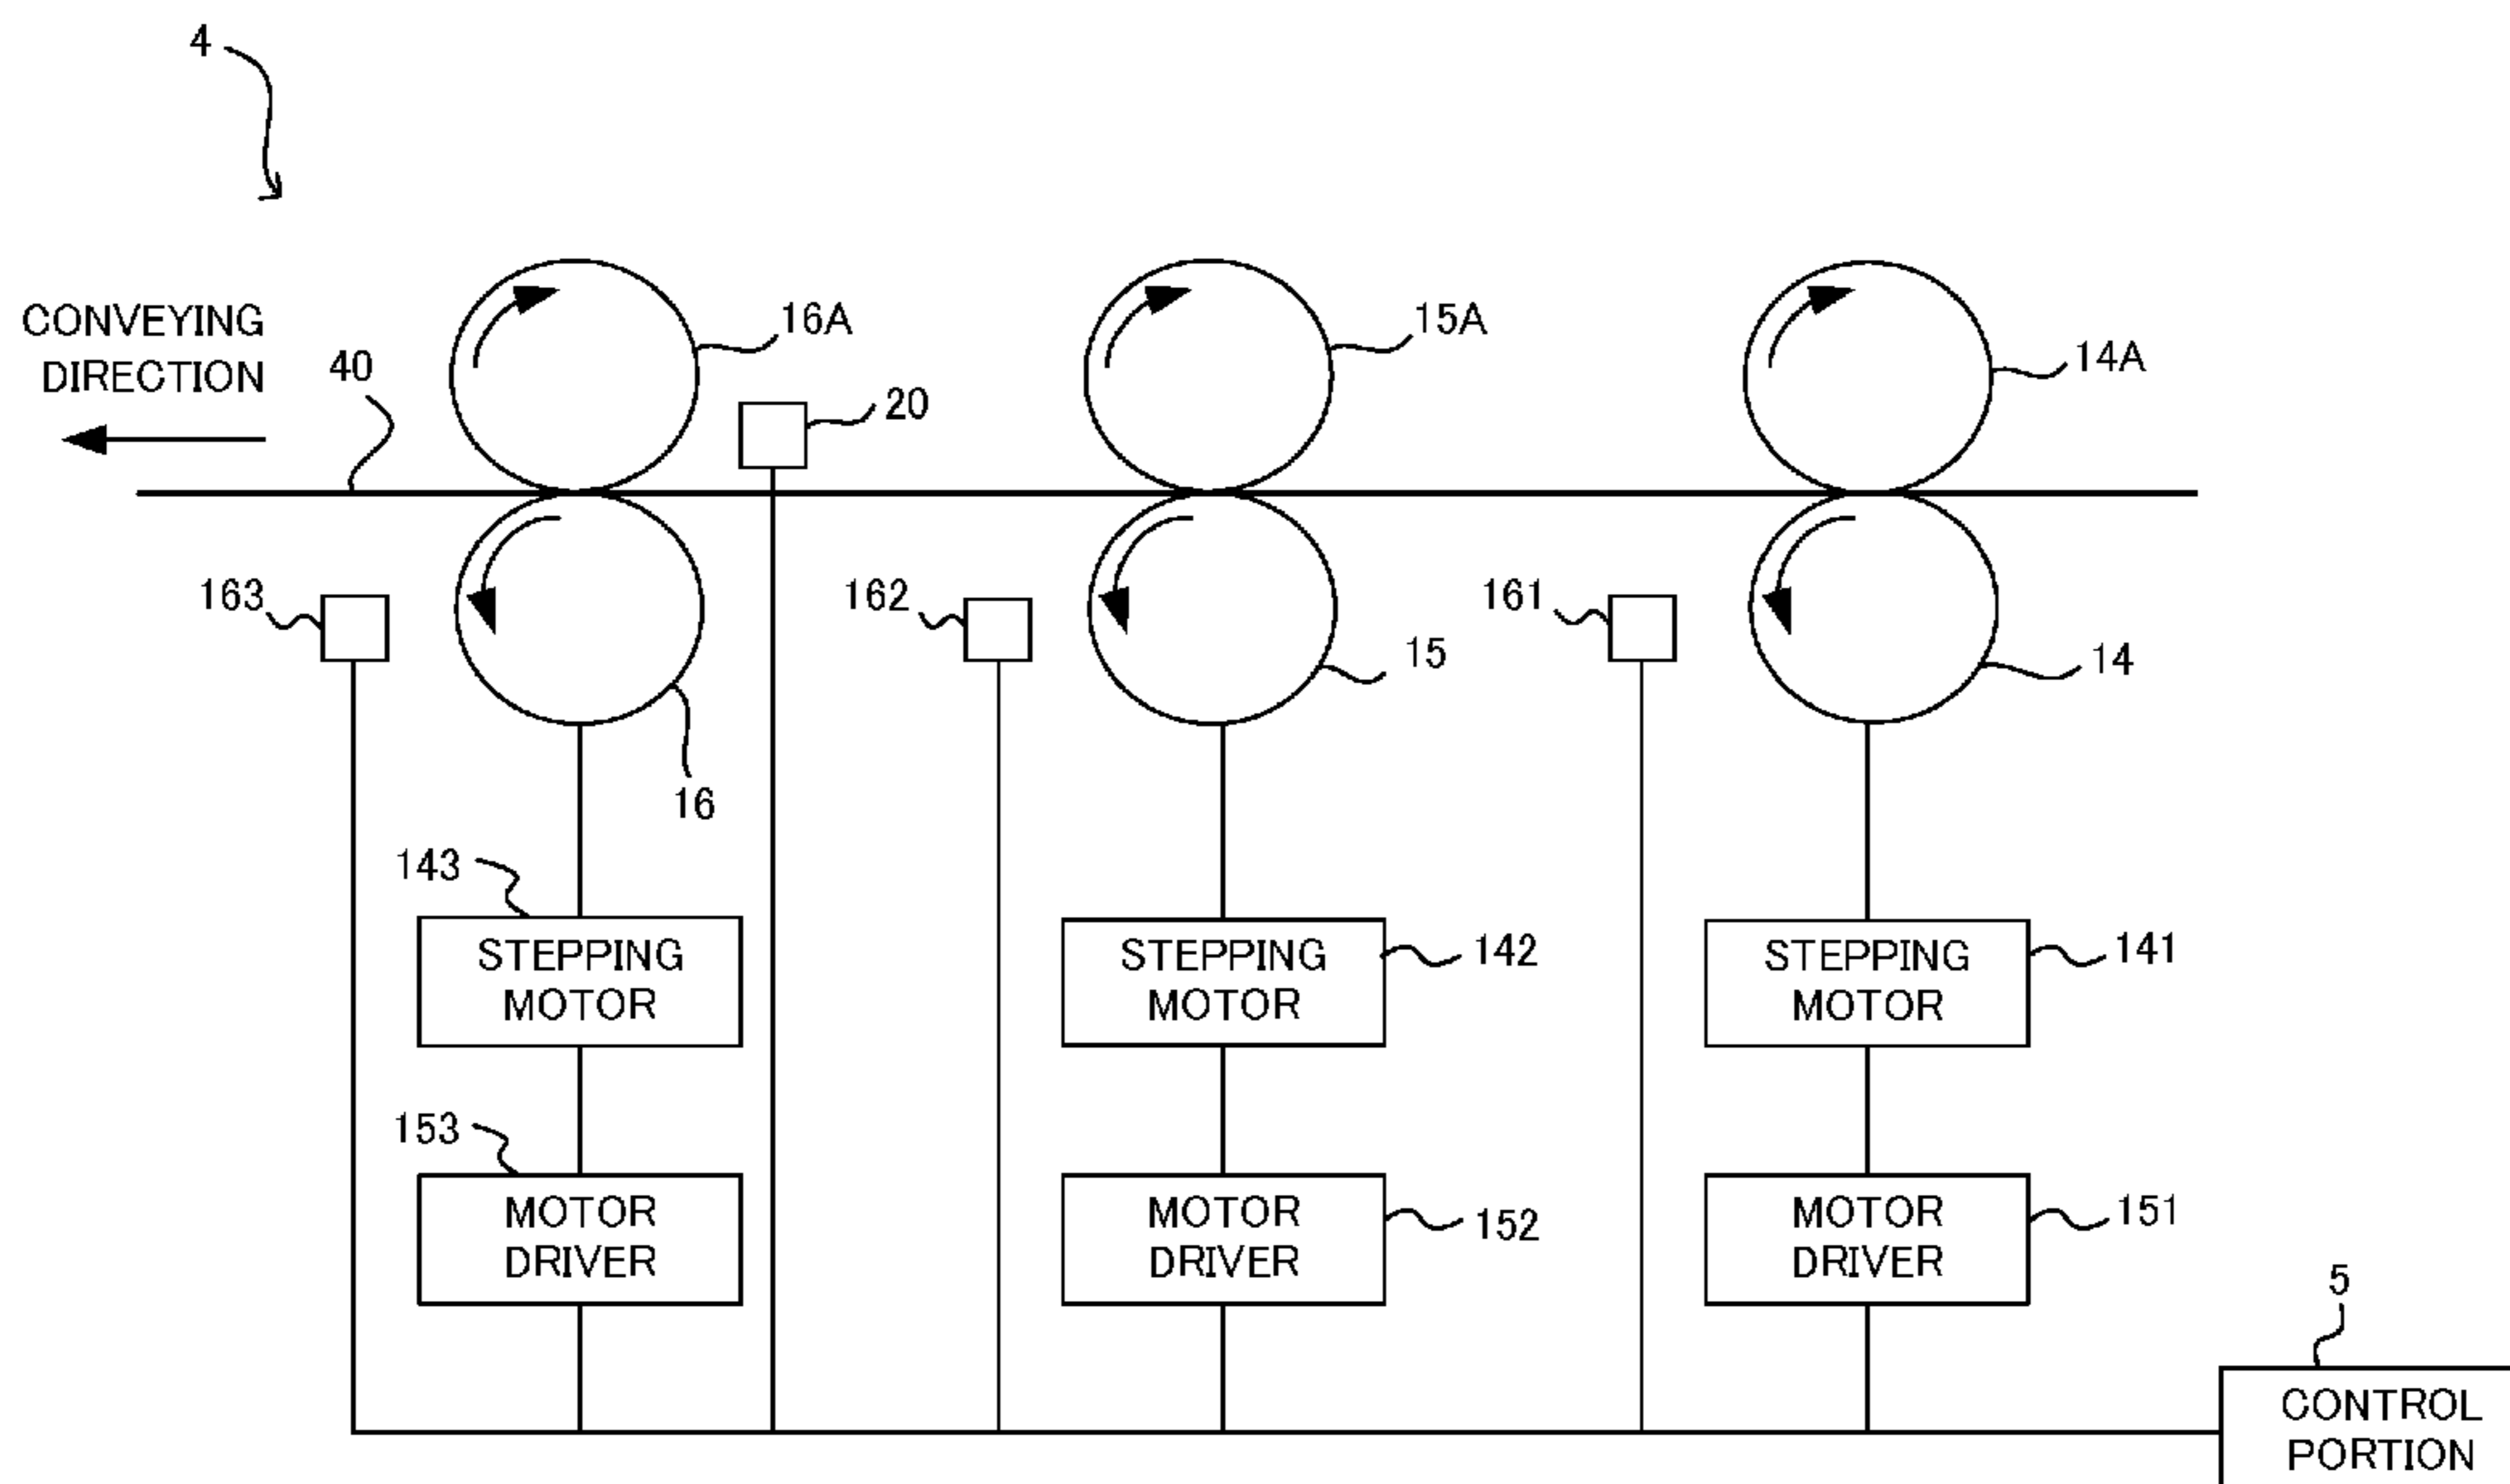 4
CONVEYING
DIRECTION
40
16A
20
15A
14A
163
162
161
15
14
16
143
STEPPING
MOTOR
STEPPING
MOTOR
142
STEPPING
MOTOR
141
153
MOTOR
DRIVER
MOTOR
DRIVER
152
MOTOR
DRIVER
151
5
CONTROL
PORTION